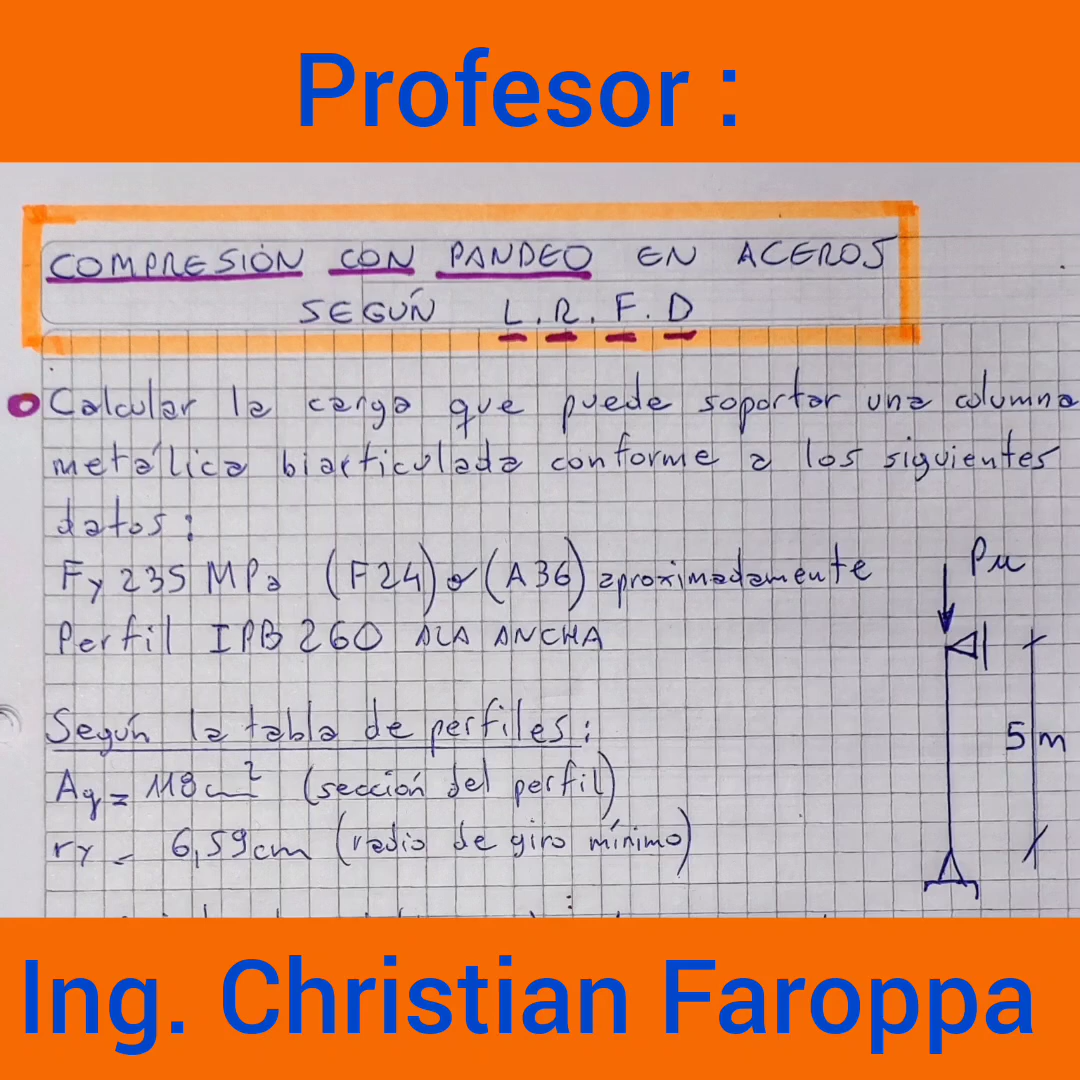 Profesor :
COMPRESIÓN CON PANDEO EN ACEROS
SEGÚN L.R.F.D
Calcular la carga que puede soportar una columna
metálica biarticulada conforme a los siguientes
datos:
Fy 235 MPa (F24) o (A36) aproximadamente
Pu
Perfil IPB 260 ALA ANCHA
Según la tabla de perfiles:
5 m
Ag = 118 cm² (sección del perfil)
ry = 6,59cm (radio de giro mínimo)
Ing. Christian Faroppa